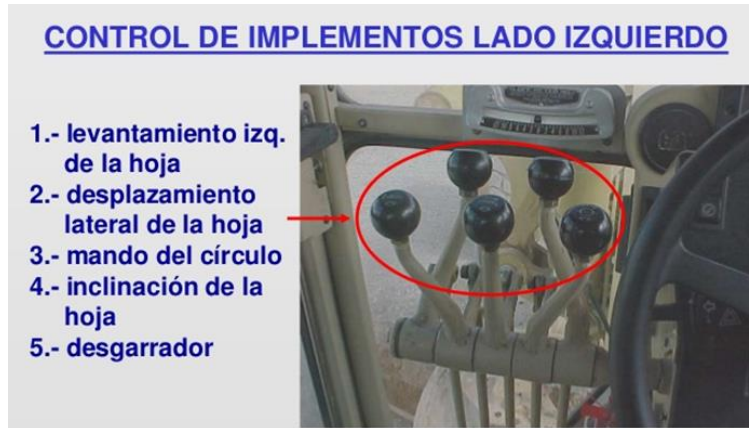 CONTROL DE IMPLEMENTOS LADO IZQUIERDO
1.- levantamiento izq.
de la hoja
2.- desplazamiento
lateral de la hoja
3.- mando del círculo
4.- inclinación de la
hoja
5.- desgarrador